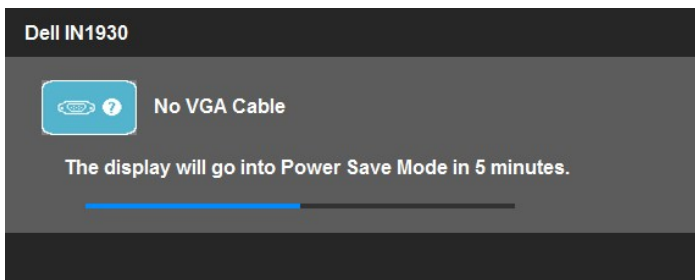 Dell IN1930
?
No VGA Cable
The display will go into Power Save Mode in 5 minutes.